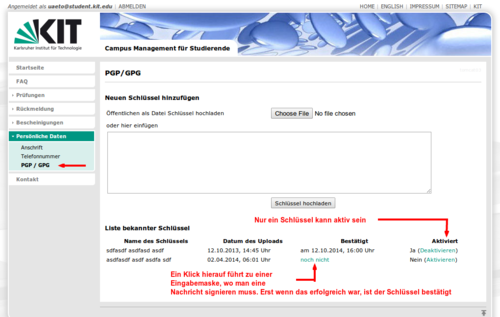 Angemeldet als uaeto@student.kit.edu | ABMELDEN
HOME | ENGLISH | IMPRESSUM | SITEMAP | KIT
KIT
Karlsruher Institut für Technologie
Campus Management für Studierende
Startseite
FAQ
Prüfungen
Rückmeldung
Bescheinigungen
Persönliche Daten
Anschrift
Telefonnummer
PGP / GPG
Kontakt
PGP/GPG
Neuen Schlüssel hinzufügen
Öffentlichen als Datei Schlüssel hochladen Choose File No file chosen
oder hier einfügen
Schlüssel hochladen
Nur ein Schlüssel kann aktiv sein
Liste bekannter Schlüssel
Name des Schlüssels Datum des Uploads Bestätigt Aktiviert
sdfasdf asdfasd asdf 12.10.2013, 14:45 Uhr am 12.10.2014, 16:00 Uhr Ja (Deaktivieren)
asdfasdf asdf asdfa sdf 02.04.2014, 06:01 Uhr noch nicht Nein (Aktivieren)
Ein Klick hierauf führt zu einer
Eingabemaske, wo man eine
Nachricht signieren muss. Erst wenn das erfolgreich war, ist der Schlüssel bestätigt